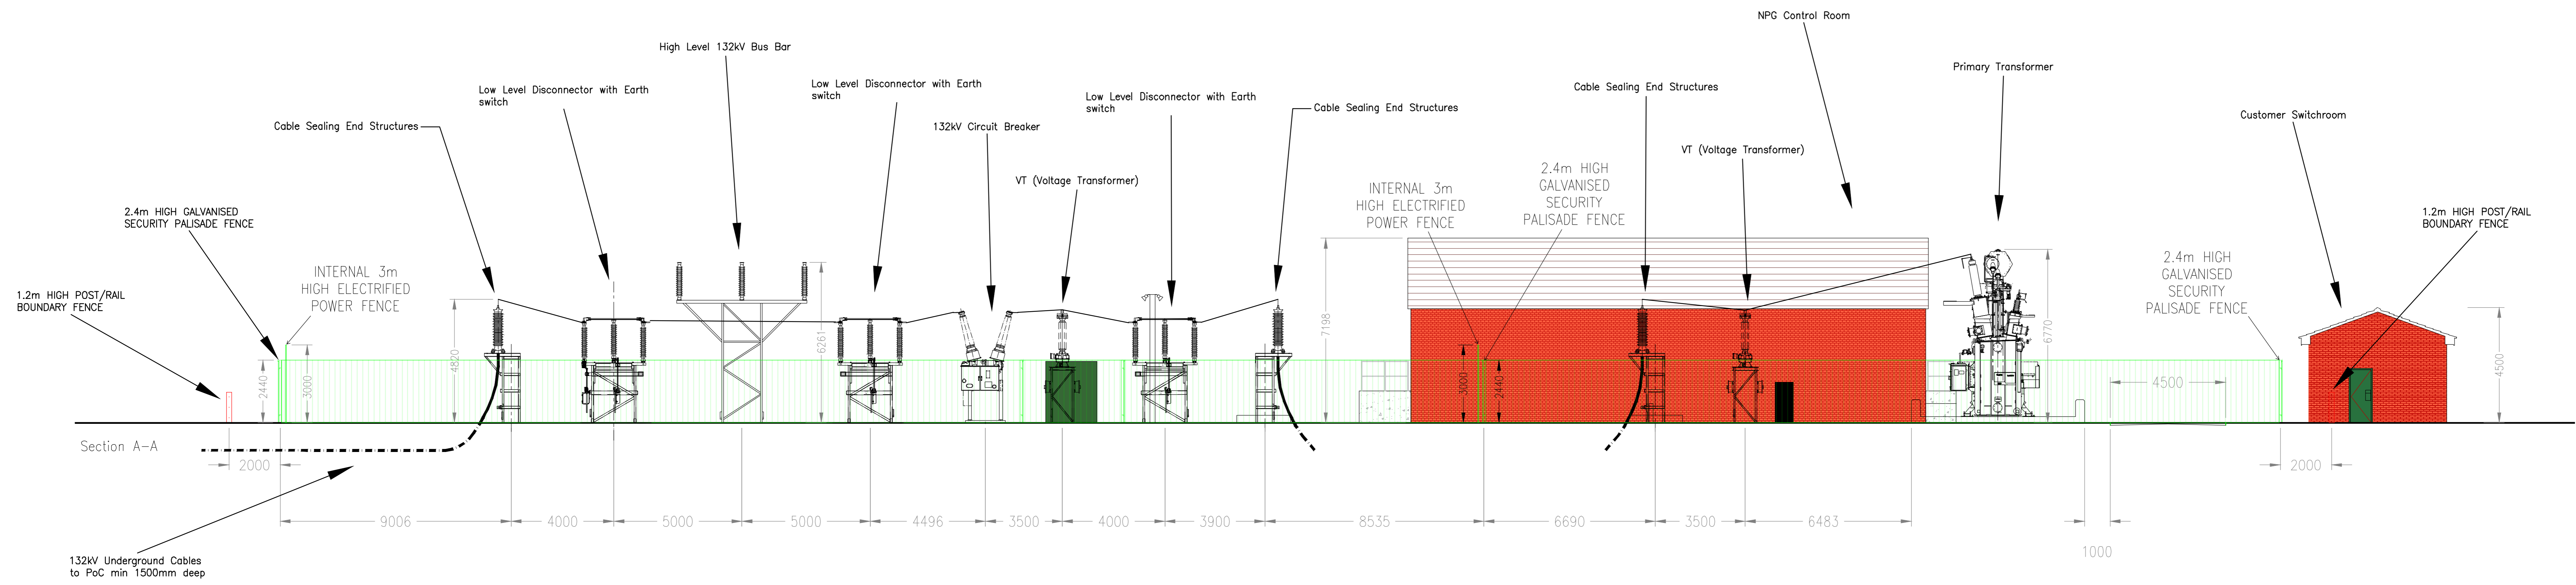 NPG Control Room
High Level 132kV Bus Bar
Primary Transformer
Low Level Disconnector with Earth
switch
Low Level Disconnector with Earth
switch
Low Level Disconnector with Earth
switch
Cable Sealing End Structures
Cable Sealing End Structures
Cable Sealing End Structures
132kV Circuit Breaker
Customer Switchroom
VT (Voltage Transformer)
VT (Voltage Transformer)
2.4m HIGH GALVANISED
SECURITY PALISADE FENCE
INTERNAL 3m
HIGH ELECTRIFIED
POWER FENCE
2.4m HIGH
GALVANISED
SECURITY
PALISADE FENCE
1.2m HIGH POST/RAIL
BOUNDARY FENCE
1.2m HIGH POST/RAIL
BOUNDARY FENCE
INTERNAL 3m
HIGH ELECTRIFIED
POWER FENCE
2.4m HIGH
GALVANISED
SECURITY
PALISADE FENCE
2440
3000
4820
6261
7198
3000
2440
6770
4500
4500
Section A-A
2000
2000
9006
4000
5000
5000
4496
3500
4000
3900
8535
6690
3500
6483
1000
132kV Underground Cables
to PoC min 1500mm deep